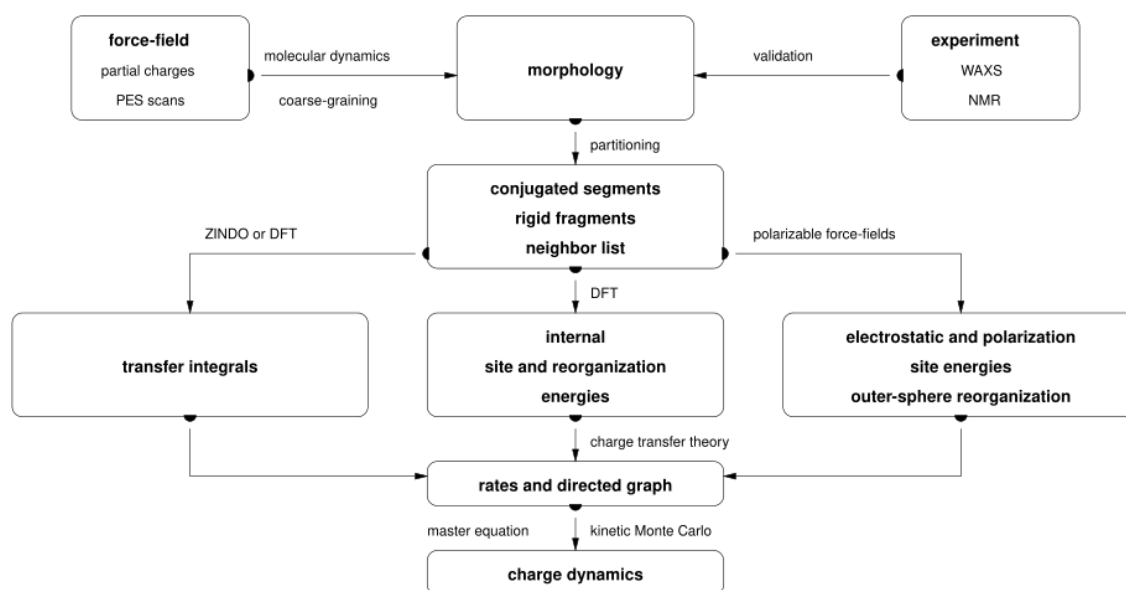 force-field
partial charges
PES scans
molecular dynamics
coarse-graining
morphology
validation
experiment
WAXS
NMR
partitioning
conjugated segments
rigid fragments
neighbor list
ZINDO or DFT
polarizable force-fields
DFT
transfer integrals
internal
site and reorganization
energies
electrostatic and polarization
site energies
outer-sphere reorganization
charge transfer theory
rates and directed graph
master equation
kinetic Monte Carlo
charge dynamics